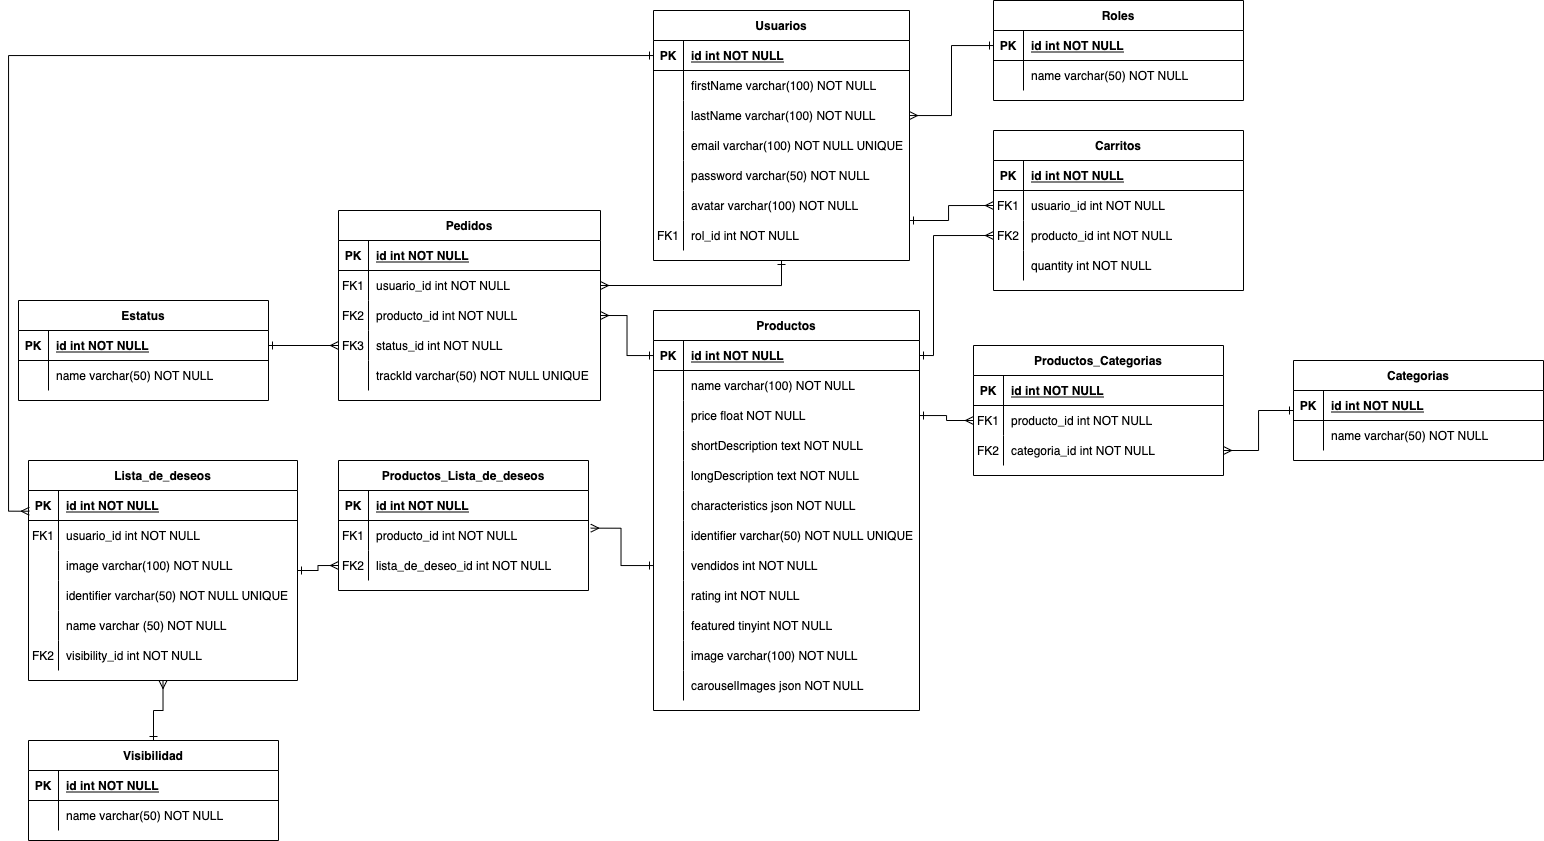 Usuarios
PK id int NOT NULL
firstName varchar(100) NOT NULL
lastName varchar(100) NOT NULL
email varchar(100) NOT NULL UNIQUE
password varchar(50) NOT NULL
avatar varchar(100) NOT NULL
FK1 rol_id int NOT NULL
Roles
PK id int NOT NULL
name varchar(50) NOT NULL
Carritos
PK id int NOT NULL
FK1 usuario_id int NOT NULL
FK2 producto_id int NOT NULL
quantity int NOT NULL
Pedidos
PK id int NOT NULL
FK1 usuario_id int NOT NULL
FK2 producto_id int NOT NULL
FK3 status_id int NOT NULL
trackId varchar(50) NOT NULL UNIQUE
Estatus
PK id int NOT NULL
name varchar(50) NOT NULL
Productos
PK id int NOT NULL
name varchar(100) NOT NULL
price float NOT NULL
shortDescription text NOT NULL
longDescription text NOT NULL
characteristics json NOT NULL
identifier varchar(50) NOT NULL UNIQUE
vendidos int NOT NULL
rating int NOT NULL
featured tinyint NOT NULL
image varchar(100) NOT NULL
carouselImages json NOT NULL
Productos_Categorias
PK id int NOT NULL
FK1 producto_id int NOT NULL
FK2 categoria_id int NOT NULL
Categorias
PK id int NOT NULL
name varchar(50) NOT NULL
Lista_de_deseos
PK id int NOT NULL
FK1 usuario_id int NOT NULL
image varchar(100) NOT NULL
identifier varchar(50) NOT NULL UNIQUE
name varchar (50) NOT NULL
FK2 visibility_id int NOT NULL
Productos_Lista_de_deseos
PK id int NOT NULL
FK1 producto_id int NOT NULL
FK2 lista_de_deseo_id int NOT NULL
Visibilidad
PK id int NOT NULL
name varchar(50) NOT NULL